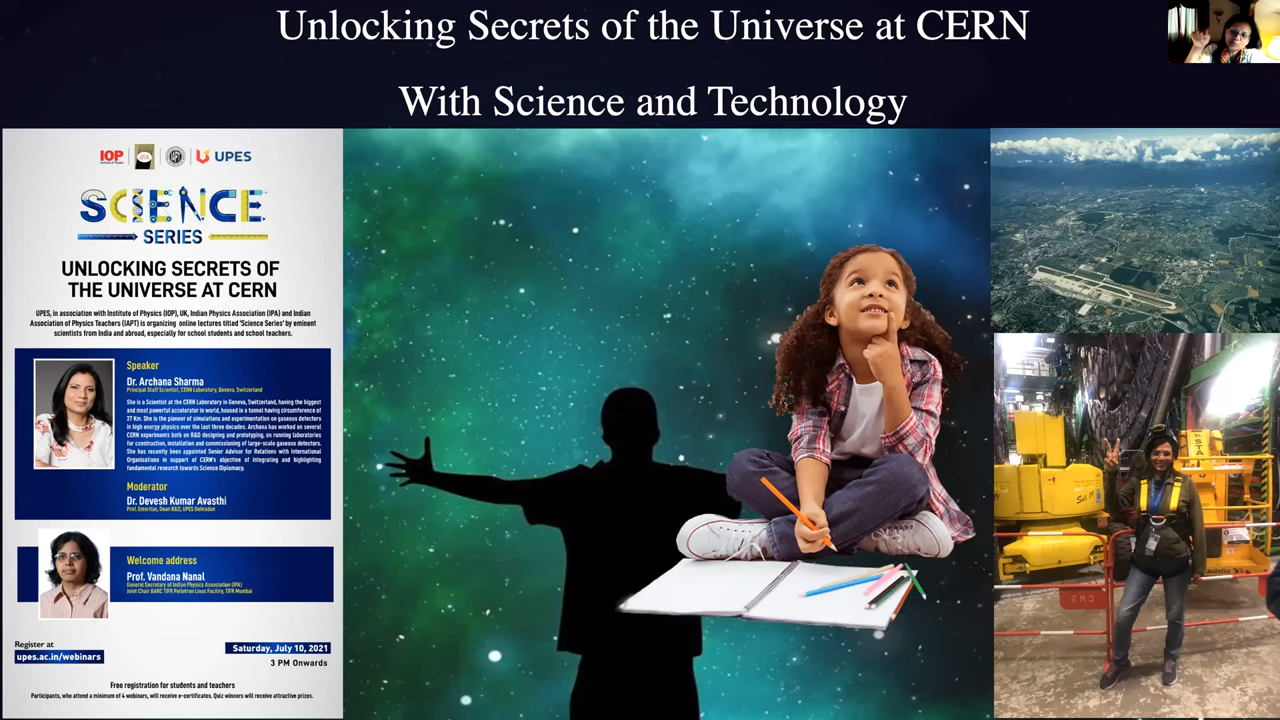 Unlocking Secrets of the Universe at CERN
With Science and Technology
IOP
UPES
SCIENCE
SERIES
UNLOCKING SECRETS OF
THE UNIVERSE AT CERN
UPES, in association with Institute of Physics (IOP), UK, Indian Physics Association (IPA) and Indian
Association of Physics Teachers (IAPT) is organizing online lectures titled 'Science Series' by eminent
scientists from India and abroad, especially for school students and school teachers.
Speaker
Dr. Archana Sharma
Principal Staff Scientist, CERN Laboratory, Geneva, Switzerland
She is a Scientist at the CERN Laboratory in Geneva, Switzerland, having the biggest
and most powerful accelerator in world, housed in a tunnel having circumference of
27 Km. She is the pioneer of simulations and experimentation on gaseous detectors
in high energy physics over the last three decades. Archana has worked on several
CERN experiments both on R&D designing and prototyping, on running laboratories
for construction, installation and commissioning of large-scale gaseous detectors.
She has recently been appointed Senior Advisor for Relations with International
Organisations in support of CERN's objective of integrating and highlighting
fundamental research towards Science Diplomacy.
Moderator
Dr. Devesh Kumar Avasthi
Prof. Emeritus, Dean R&D, UPES Dehradun
Welcome address
Prof. Vandana Nanal
General Secretary of Indian Physics Association (IPA)
Joint Chair BARC TIFR Pelletron Linac Facility, TIFR Mumbai
Register at
upes.ac.in/webinars
Saturday, July 10, 2021
3 PM Onwards
Free registration for students and teachers
Participants, who attend a minimum of 4 webinars, will receive e-certificates. Quiz winners will receive attractive prizes.